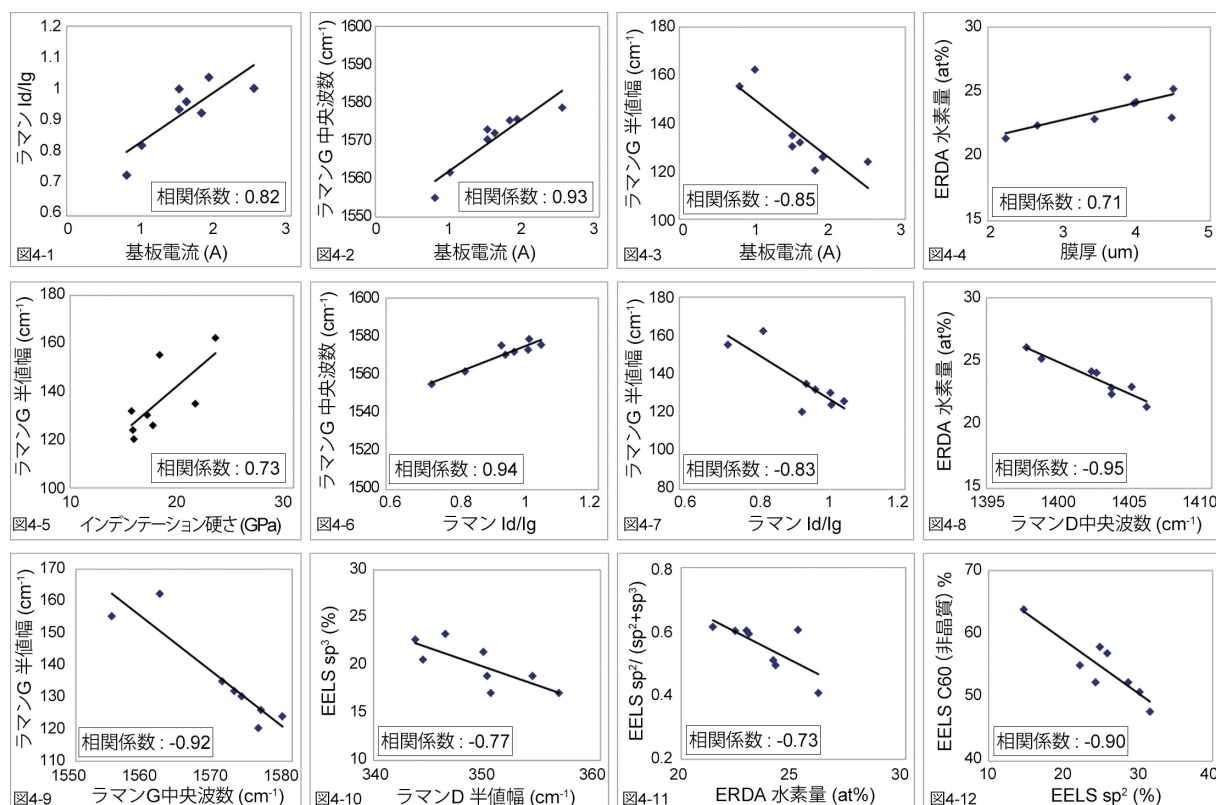 ラマン Id/Ig
1.2
1.1
1
0.9
0.8
0.7
0.6
相関係数 : 0.82
0
1
2
3
図4-1
基板電流 (A)
ラマンG 中央波数 (cm⁻¹)
1600
1590
1580
1570
1560
1550
相関係数 : 0.93
0
1
2
3
図4-2
基板電流 (A)
ラマンG 半値幅 (cm⁻¹)
180
160
140
120
100
相関係数 : -0.85
0
1
2
3
図4-3
基板電流 (A)
ERDA 水素量 (at%)
30
25
20
15
相関係数 : 0.71
2
3
4
5
図4-4
膜厚 (um)
ラマンG 半値幅 (cm⁻¹)
180
160
140
120
100
相関係数 : 0.73
10
20
30
図4-5
インデンテーション硬さ (GPa)
ラマンG 中央波数 (cm⁻¹)
1600
1580
1560
1540
1520
1500
相関係数 : 0.94
0.6
0.8
1
1.2
図4-6
ラマン Id/Ig
ラマンG 半値幅 (cm⁻¹)
180
160
140
120
100
80
相関係数 : -0.83
0.6
0.8
1.0
1.2
図4-7
ラマン Id/Ig
ERDA 水素量 (at%)
30
25
20
15
相関係数 : -0.95
1395
1400
1405
1410
図4-8
ラマンD中央波数 (cm⁻¹)
ラマンG 半値幅 (cm⁻¹)
170
160
150
140
130
120
110
相関係数 : -0.92
1550
1560
1570
1580
図4-9
ラマンG中央波数 (cm⁻¹)
EELS sp³ (%)
30
25
20
15
10
相関係数 : -0.77
340
350
360
図4-10
ラマンD 半値幅 (cm⁻¹)
EELS sp²/ (sp²+sp³)
0.8
0.6
0.4
0.2
相関係数 : -0.73
20
25
30
図4-11
ERDA 水素量 (at%)
EELS C60 (非晶質) %
70
60
50
40
相関係数 : -0.90
10
20
30
40
図4-12
EELS sp² (%)